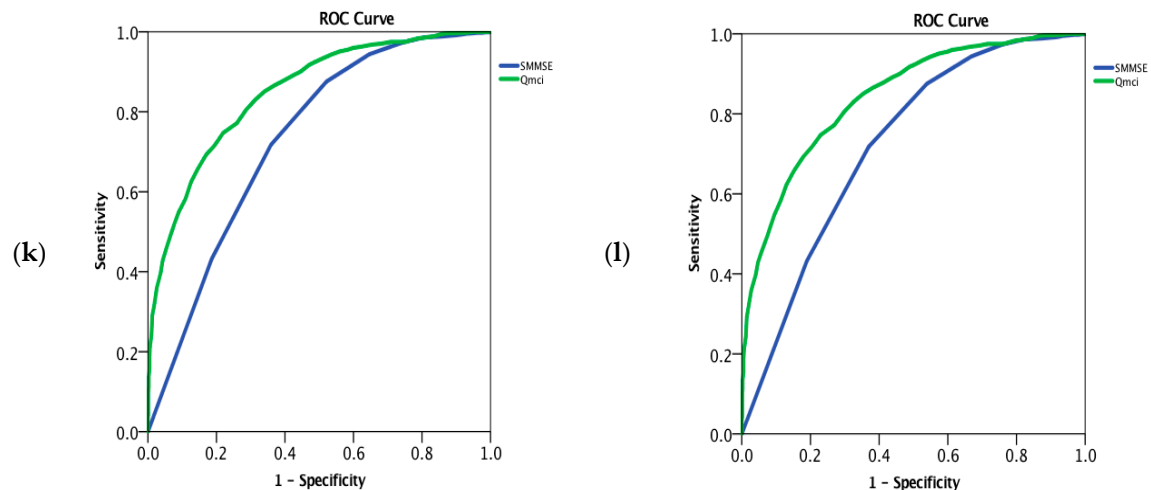 ROC Curve
1.0
0.8
0.6
0.4
0.2
0.0
Sensitivity
0.0 0.2 0.4 0.6 0.8 1.0
1 – Specificity
SMMSE
Qmci
(k)
ROC Curve
1.0
0.8
0.6
0.4
0.2
0.0
Sensitivity
0.0 0.2 0.4 0.6 0.8 1.0
1 – Specificity
SMMSE
Qmci
(l)